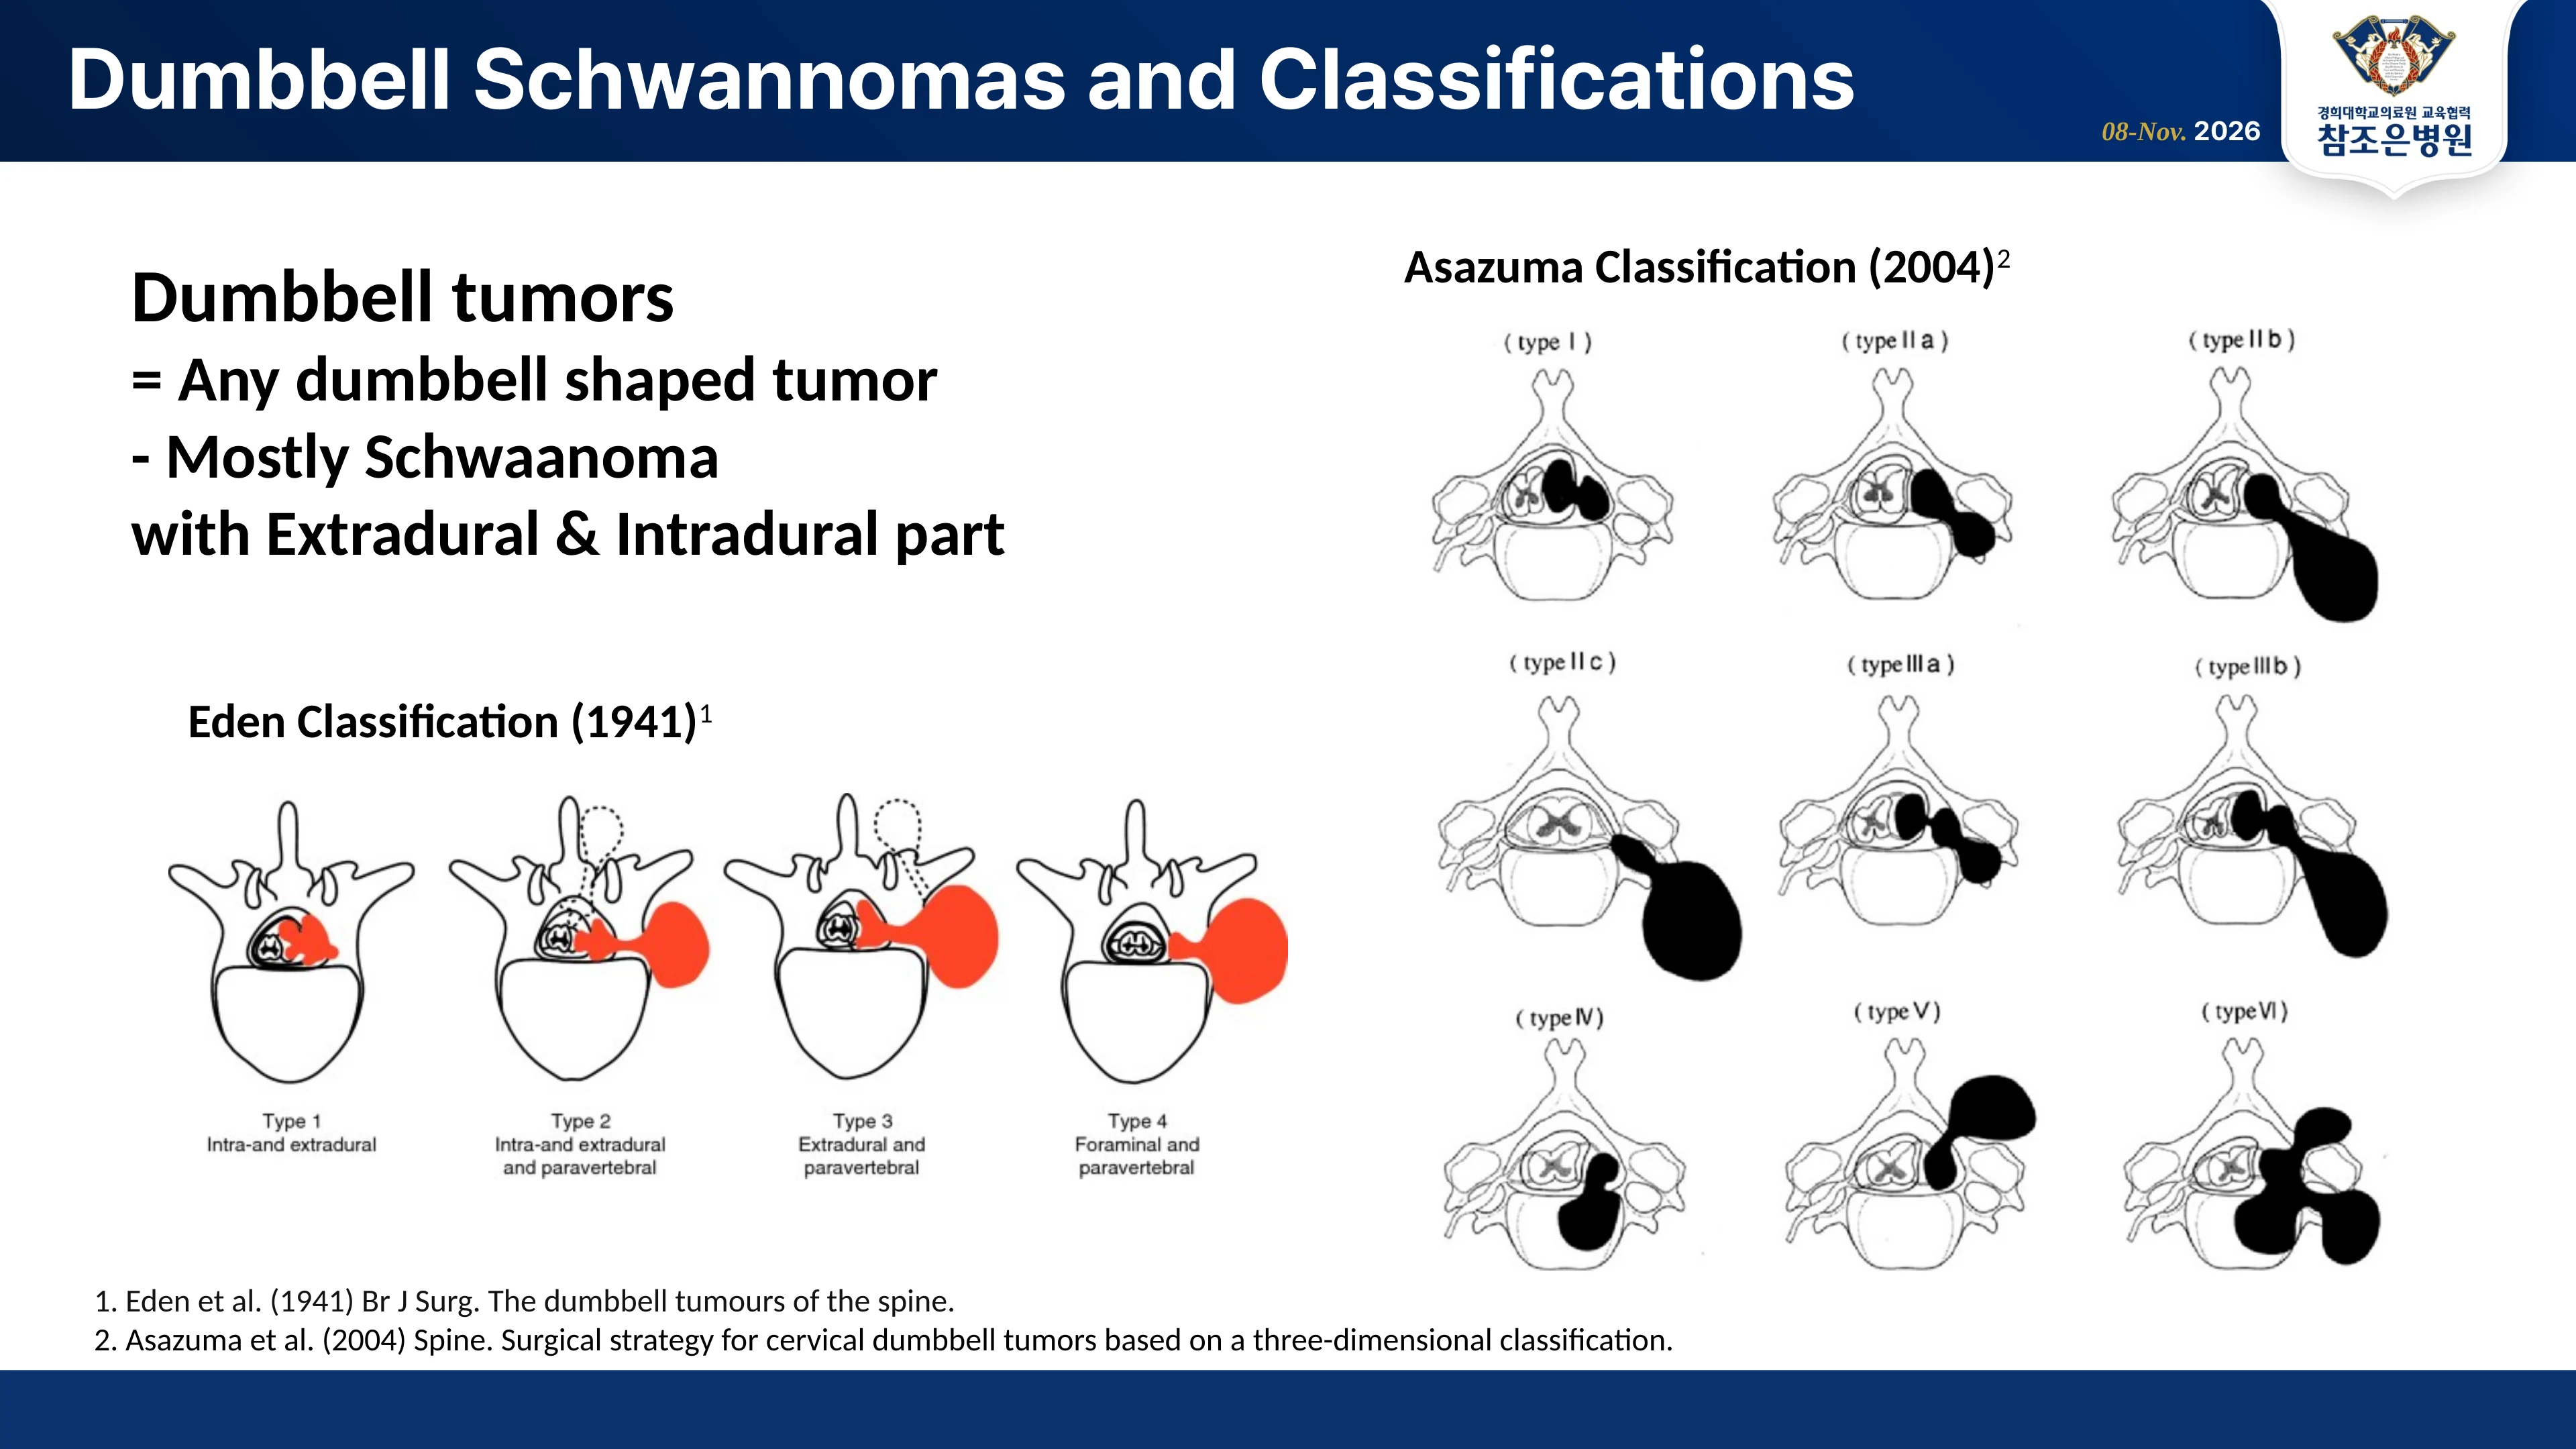 Dumbbell Schwannomas and Classifications
08-Nov. 2026
경희대학교의료원 교육협력
참조은병원
Dumbbell tumors
= Any dumbbell shaped tumor
- Mostly Schwaanoma
with Extradural & Intradural part
Eden Classification (1941)1
Type 1
Intra-and extradural
Type 2
Intra-and extradural
and paravertebral
Type 3
Extradural and
paravertebral
Type 4
Foraminal and
paravertebral
Asazuma Classification (2004)2
( type I )
( type II a )
( type II b )
( type II c )
( type III a )
( type III b )
( type IV )
( type V )
( type VI )
1. Eden et al. (1941) Br J Surg. The dumbbell tumours of the spine.
2. Asazuma et al. (2004) Spine. Surgical strategy for cervical dumbbell tumors based on a three-dimensional classification.